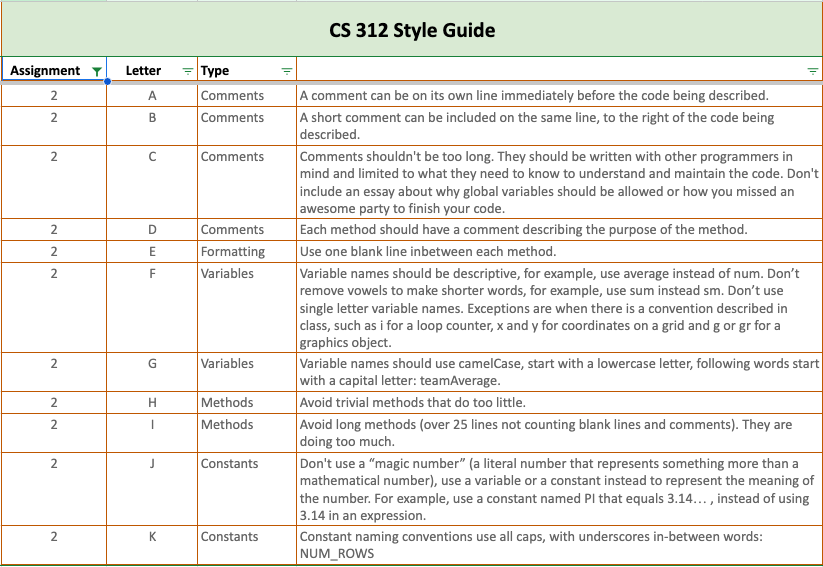 CS 312 Style Guide
Assignment Letter Type
2 A Comments A comment can be on its own line immediately before the code being described.
2 B Comments A short comment can be included on the same line, to the right of the code being
described.
2 C Comments Comments shouldn't be too long. They should be written with other programmers in
mind and limited to what they need to know to understand and maintain the code. Don't
include an essay about why global variables should be allowed or how you missed an
awesome party to finish your code.
2 D Comments Each method should have a comment describing the purpose of the method.
2 E Formatting Use one blank line inbetween each method.
2 F Variables Variable names should be descriptive, for example, use average instead of num. Don’t
remove vowels to make shorter words, for example, use sum instead sm. Don’t use
single letter variable names. Exceptions are when there is a convention described in
class, such as i for a loop counter, x and y for coordinates on a grid and g or gr for a
graphics object.
2 G Variables Variable names should use camelCase, start with a lowercase letter, following words start
with a capital letter: teamAverage.
2 H Methods Avoid trivial methods that do too little.
2 I Methods Avoid long methods (over 25 lines not counting blank lines and comments). They are
doing too much.
2 J Constants Don't use a “magic number” (a literal number that represents something more than a
mathematical number), use a variable or a constant instead to represent the meaning of
the number. For example, use a constant named PI that equals 3.14… , instead of using
3.14 in an expression.
2 K Constants Constant naming conventions use all caps, with underscores in-between words:
NUM_ROWS